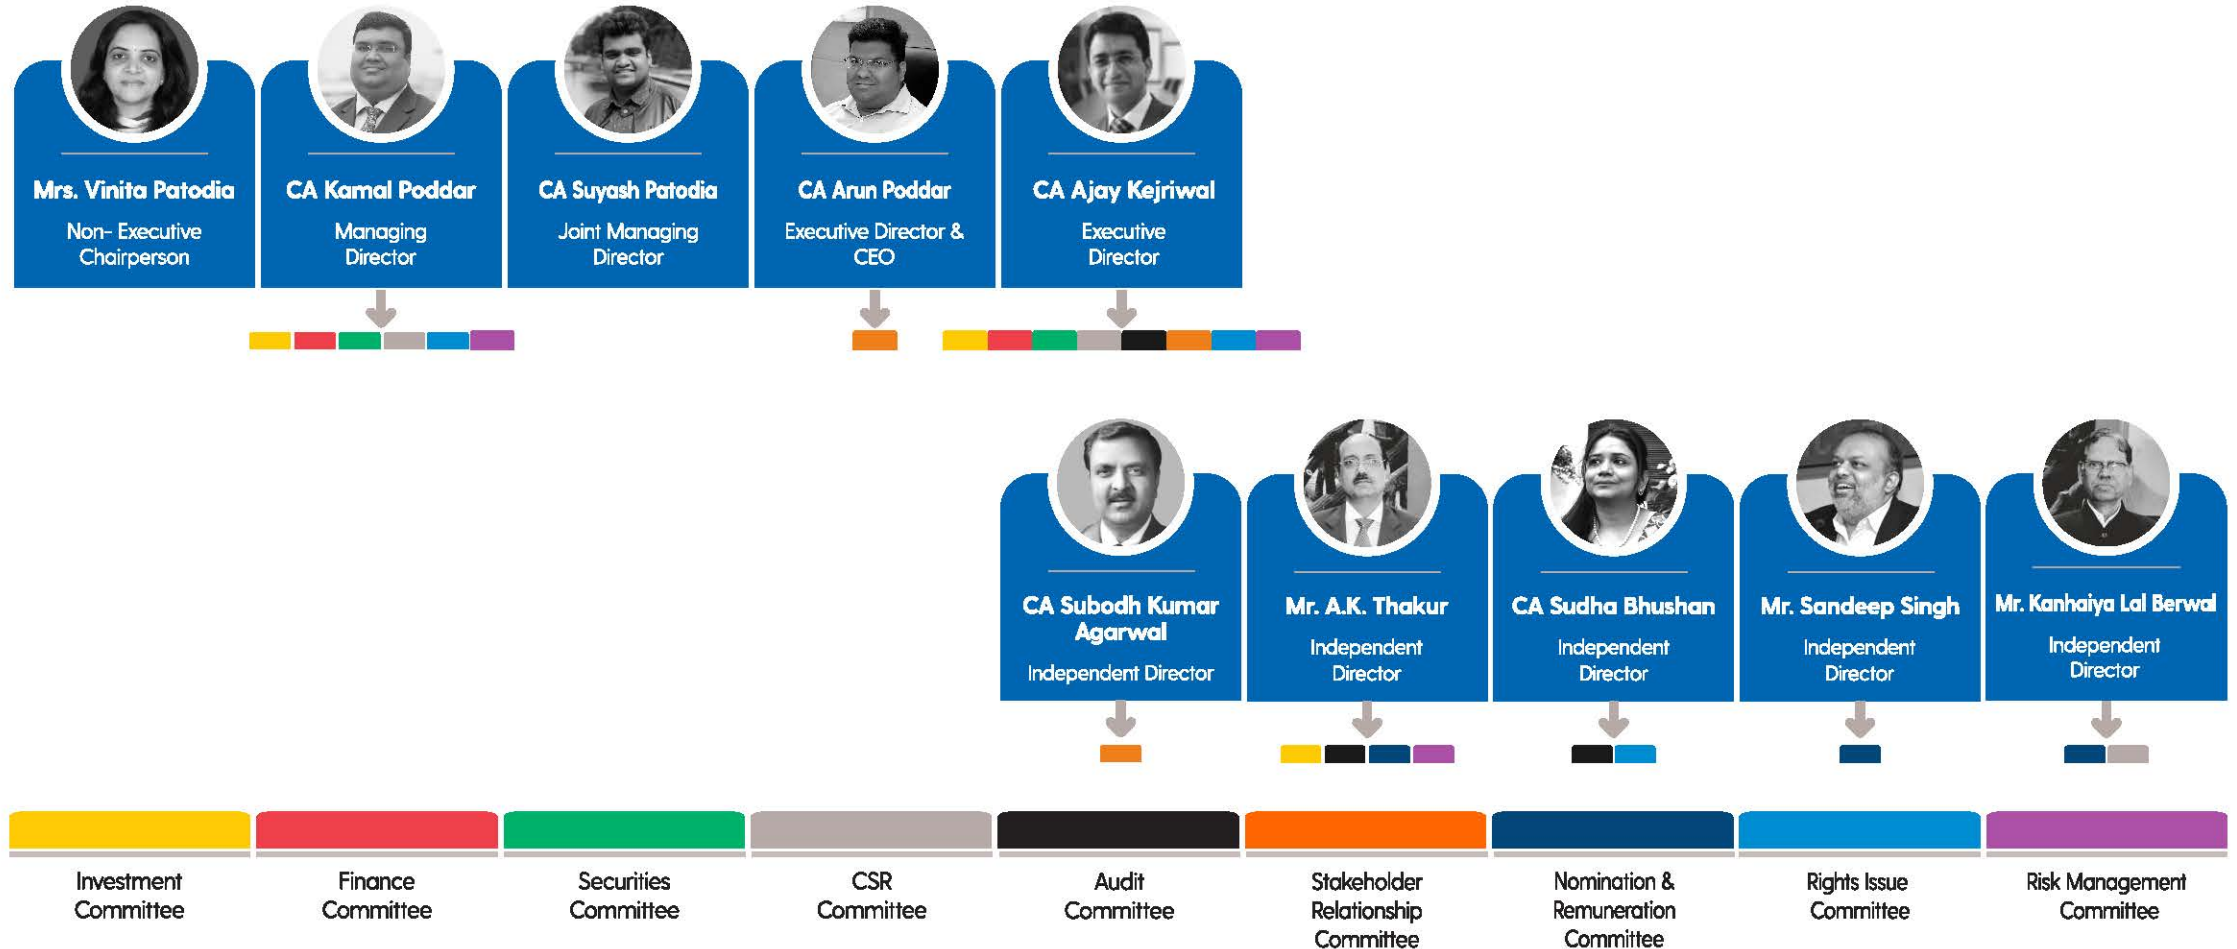 Mrs. Vinita Patodia
Non- Executive
Chairperson
CA Kamal Poddar
Managing
Director
CA Suyash Patodia
Joint Managing
Director
CA Arun Poddar
Executive Director &
CEO
CA Ajay Kejriwal
Executive
Director
CA Subodh Kumar
Agarwal
Independent Director
Mr. A.K. Thakur
Independent
Director
CA Sudha Bhushan
Independent
Director
Mr. Sandeep Singh
Independent
Director
Mr. Kanhaiya Lal Berwal
Independent
Director
Investment
Committee
Finance
Committee
Securities
Committee
CSR
Committee
Audit
Committee
Stakeholder
Relationship
Committee
Nomination &
Remuneration
Committee
Rights Issue
Committee
Risk Management
Committee